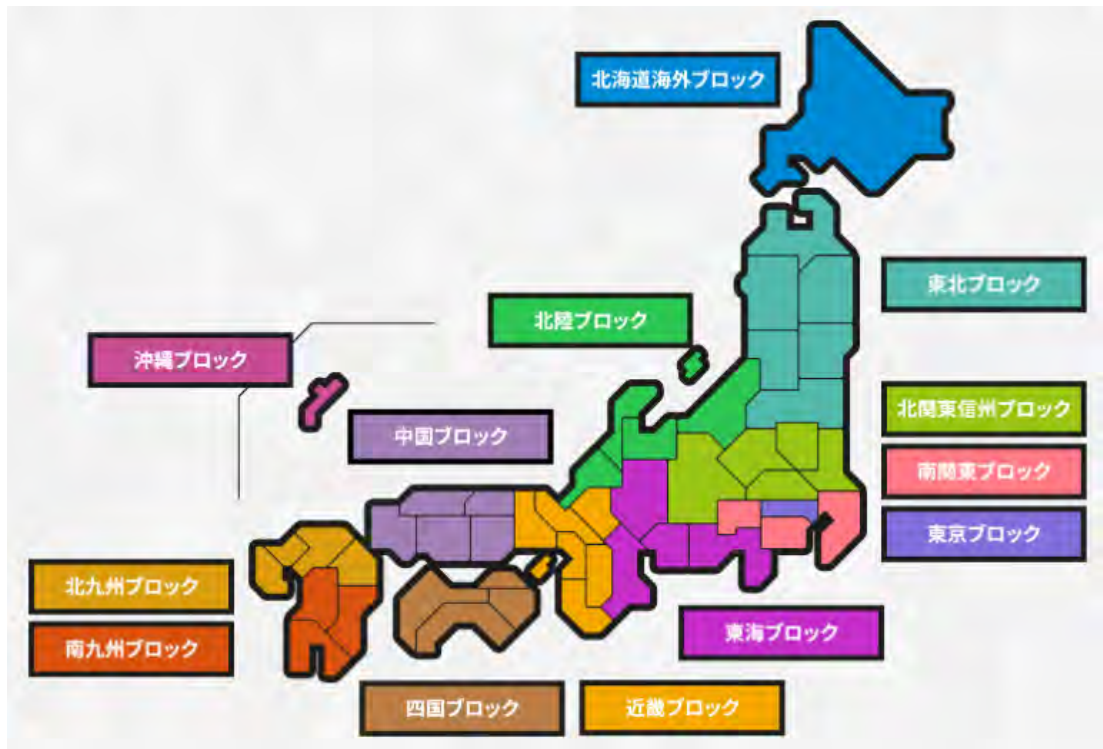 北海道海外ブロック
東北ブロック
北陸ブロック
沖縄ブロック
北関東信州ブロック
中国ブロック
南関東ブロック
東京ブロック
北九州ブロック
東海ブロック
南九州ブロック
四国ブロック
近畿ブロック